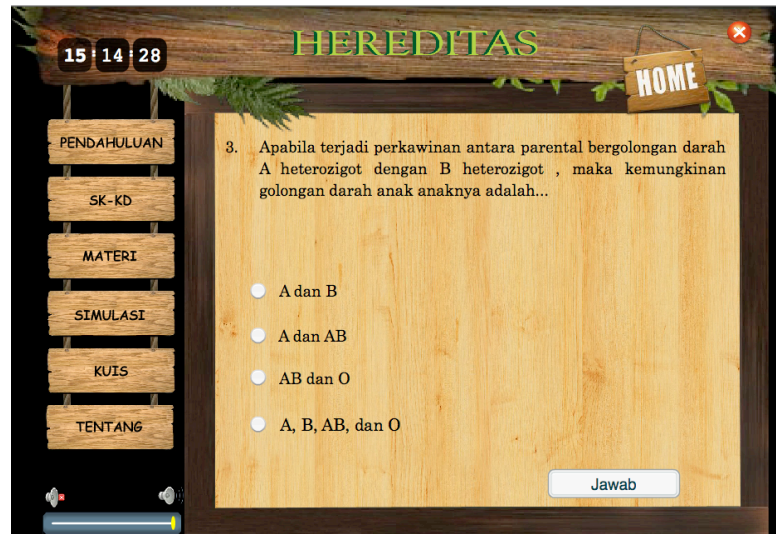 HEREDITAS
15 14 28
HOME
PENDAHULUAN
SK-KD
MATERI
SIMULASI
KUIS
TENTANG
3. Apabila terjadi perkawinan antara parental bergolongan darah
A heterozigot dengan B heterozigot , maka kemungkinan
golongan darah anak anaknya adalah...
A dan B
A dan AB
AB dan O
A, B, AB, dan O
Jawab